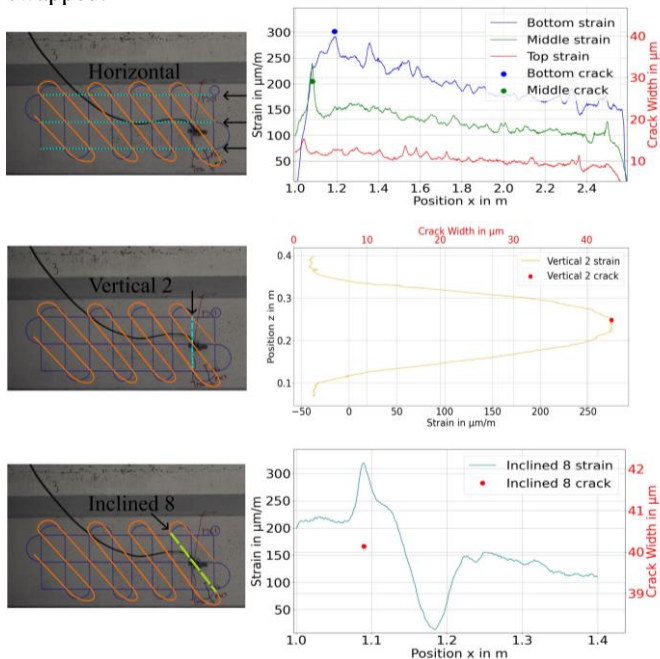 swapped.
Horizontal
300
250
200
150
100
50
Strain in μm/m
Bottom strain
Middle strain
Top strain
Bottom crack
Middle crack
40
30
20
10
Crack Width in μm
1.0 1.2 1.4 1.6 1.8 2.0 2.2 2.4
Position x in m
Vertical 2
Crack Width in μm
0 10 20 30 40
0.4
0.3
0.2
0.1
Position z in m
Vertical 2 strain
Vertical 2 crack
−50 0 50 100 150 200 250
Strain in μm/m
Inclined 8
300
250
200
150
100
50
Strain in μm/m
Inclined 8 strain
Inclined 8 crack
42
41
40
39
Crack Width in μm
1.0 1.1 1.2 1.3 1.4
Position x in m